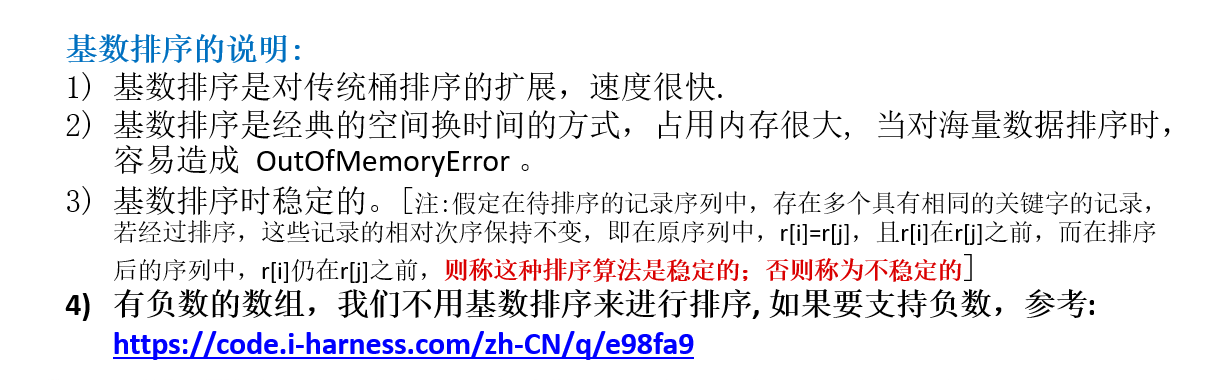 基数排序的说明:
1) 基数排序是对传统桶排序的扩展，速度很快.
2) 基数排序是经典的空间换时间的方式，占用内存很大, 当对海量数据排序时，
容易造成 OutOfMemoryError 。
3) 基数排序时稳定的。[注:假定在待排序的记录序列中，存在多个具有相同的关键字的记录，
若经过排序，这些记录的相对次序保持不变，即在原序列中，r[i]=r[j]，且r[i]在r[j]之前，而在排序
后的序列中，r[i]仍在r[j]之前，则称这种排序算法是稳定的；否则称为不稳定的]
4) 有负数的数组，我们不用基数排序来进行排序, 如果要支持负数，参考:
https://code.i-harness.com/zh-CN/q/e98fa9